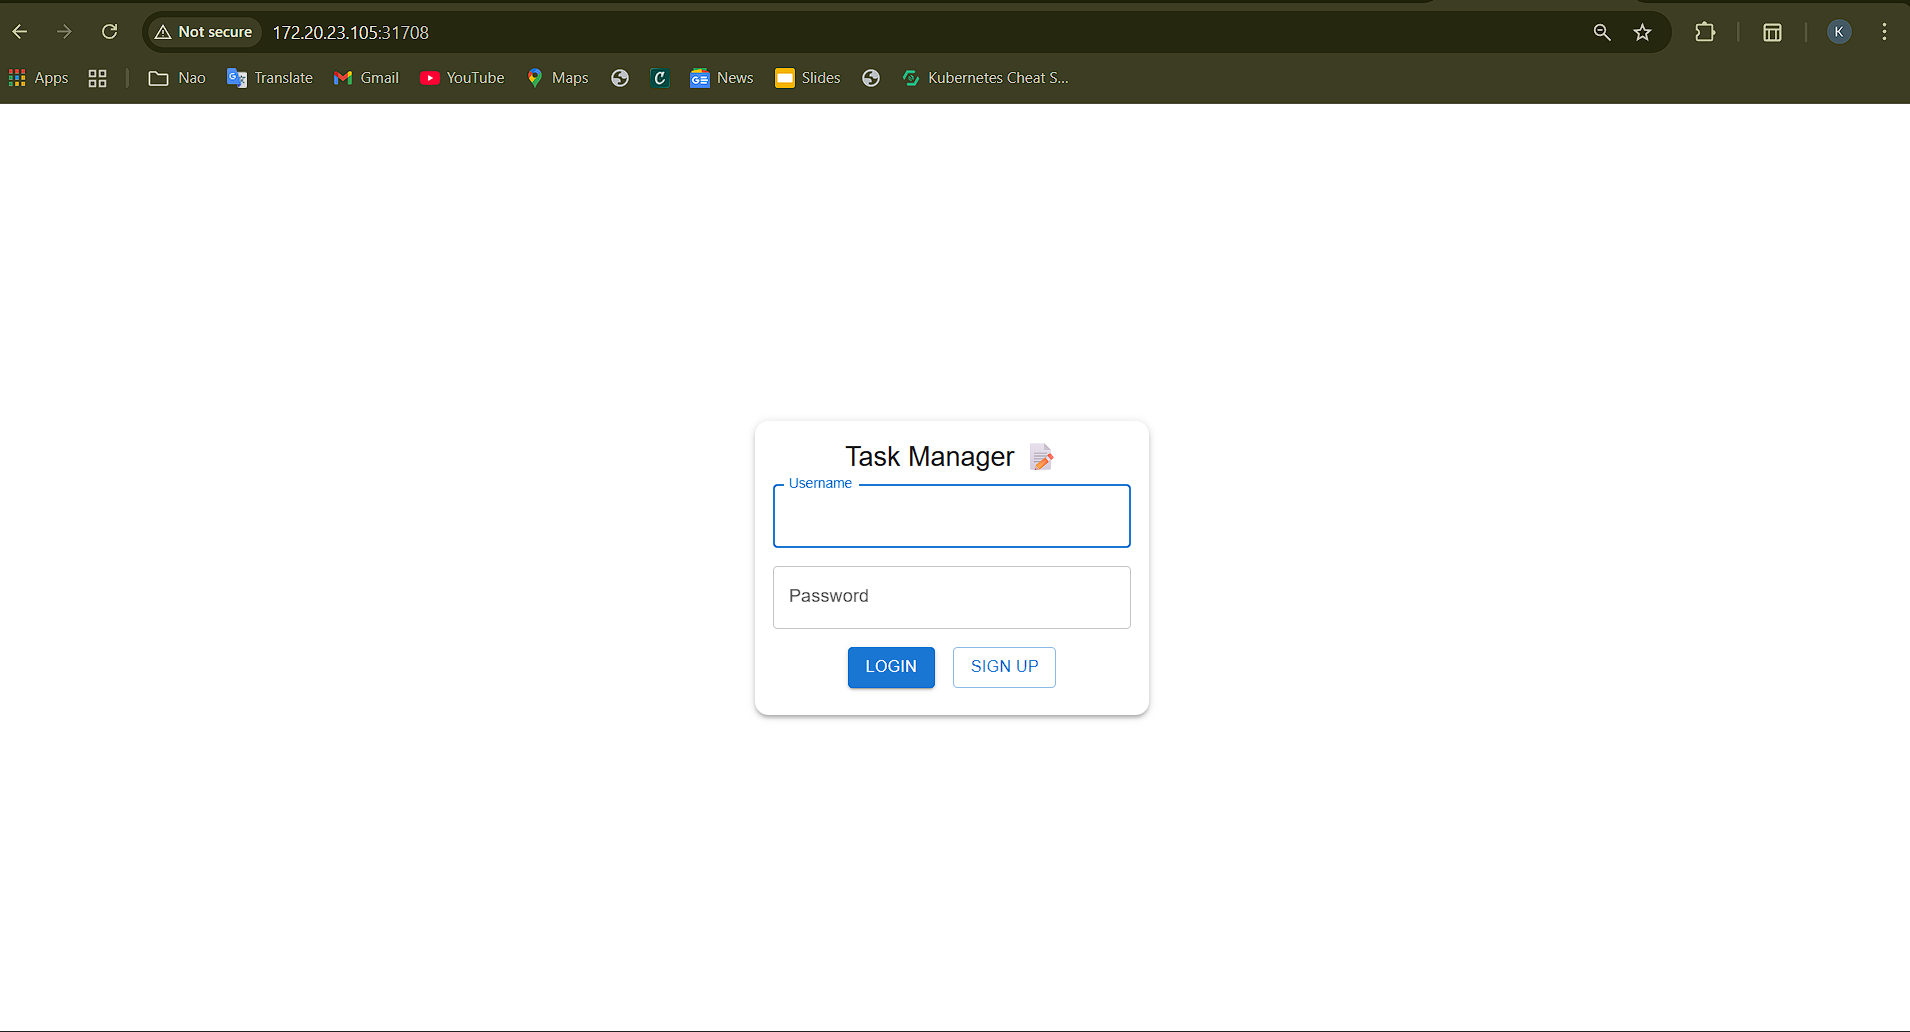 Not secure 172.20.23.105:31708 K
Apps Nao Translate Gmail YouTube Maps News Slides Kubernetes Cheat S...
Task Manager
Username
Password
LOGIN SIGN UP